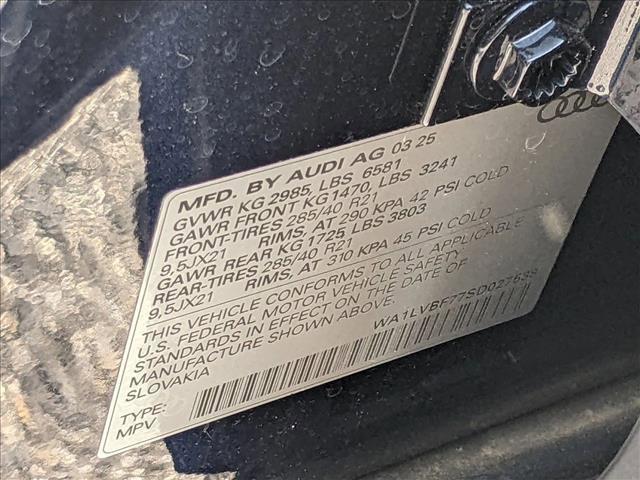 MFD. BY AUDI AG 03 25
GVWR KG 2985, LBS 6581
GAWR FRONT KG1470, LBS 3241
FRONT-TIRES 285/40 R21
9,5JX21 RIMS, AT 290 KPA 42 PSI COLD
GAWR REAR KG 1725 LBS 3803
REAR-TIRES 285/40 R21
9,5JX21 RIMS, AT 310 KPA 45 PSI COLD
THIS VEHICLE CONFORMS TO ALL APPLICABLE
U.S. FEDERAL MOTOR VEHICLE SAFETY
STANDARDS IN EFFECT ON THE DATE OF
MANUFACTURE SHOWN ABOVE.
SLOVAKIA
WA1LVBF77SD027539
TYPE:
MPV